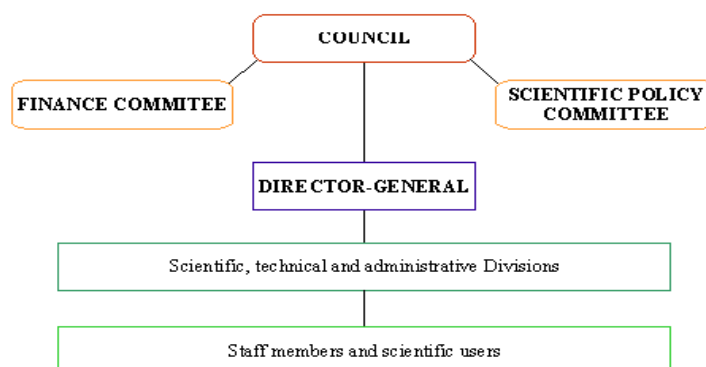 COUNCIL
FINANCE COMMITEE
SCIENTIFIC POLICY
COMMITTEE
DIRECTOR-GENERAL
Scientific, technical and administrative Divisions
Staff members and scientific users